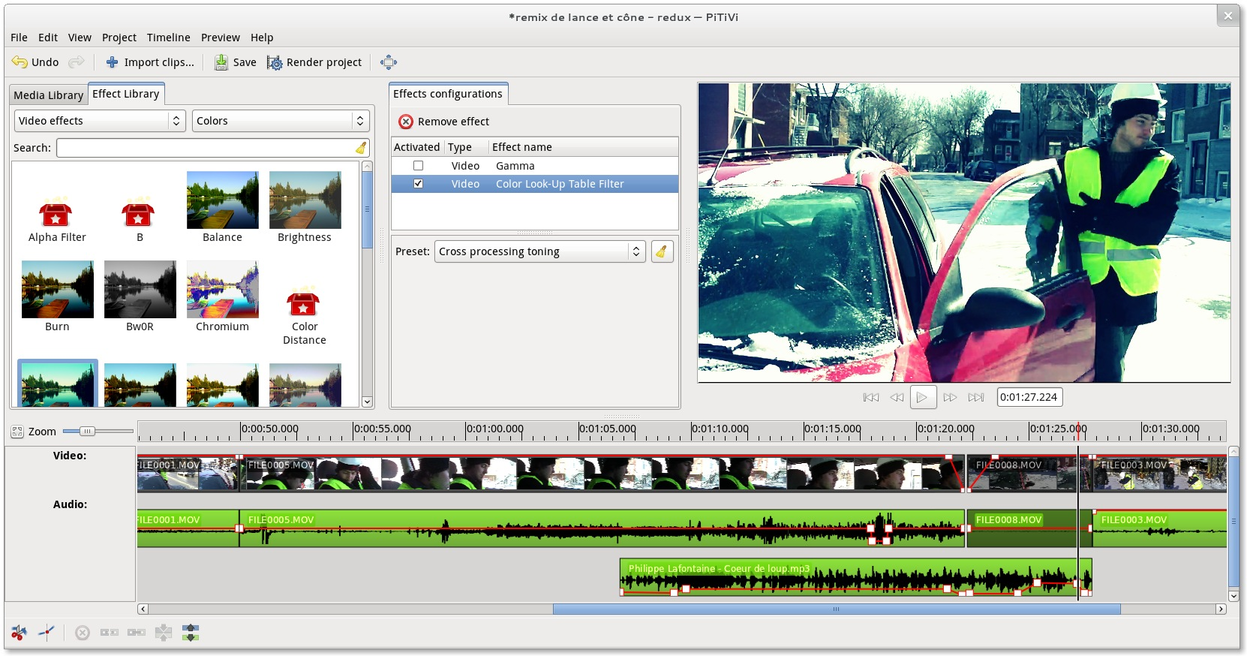 *remix de lance et cône – redux — PiTiVi
File Edit View Project Timeline Preview Help
Undo Import clips... Save Render project
Media Library Effect Library
Video effects Colors
Search:
Alpha Filter B Balance Brightness
Burn Bw0R Chromium Color
Distance
Effects configurations
Remove effect
Activated Type Effect name
Video Gamma
Video Color Look-Up Table Filter
Preset: Cross processing toning
0:01:27.224
Zoom 0:00:50.000 0:00:55.000 0:01:00.000 0:01:05.000 0:01:10.000 0:01:15.000 0:01:20.000 0:01:25.000 0:01:30.000
Video: FILE0001.MOV FILE0005.MOV FILE0008.MOV FILE0003.MOV
Audio:
FILE0001.MOV FILE0005.MOV FILE0008.MOV FILE0003.MOV
Philippe Lafontaine - Coeur de loup.mp3